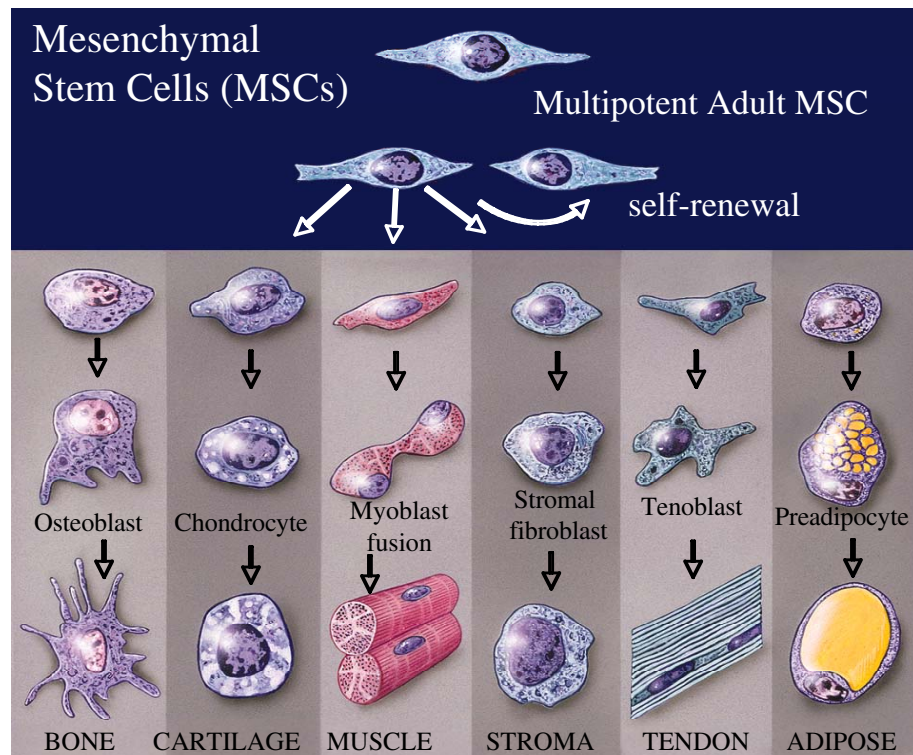 Mesenchymal
Stem Cells (MSCs)
Multipotent Adult MSC
self-renewal
Osteoblast
Chondrocyte
Myoblast
fusion
Stromal
fibroblast
Tenoblast
Preadipocyte
BONE
CARTILAGE
MUSCLE
STROMA
TENDON
ADIPOSE